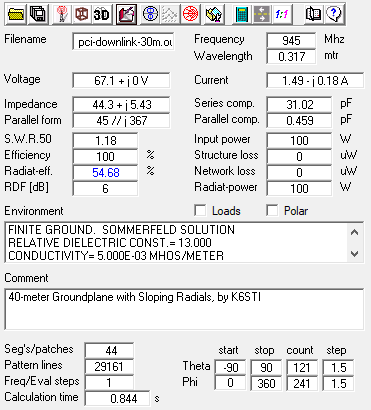 3D 1:1
Filename pci-downlink-30m.ou Frequency 945 Mhz
Wavelength 0.317 mtr
Voltage 67.1 + j 0 V Current 1.49 - j 0.18 A
Impedance 44.3 + j 5.43 Series comp. 31.02 pF
Parallel form 45 // j 367 Parallel comp. 0.459 pF
S.W.R.50 1.18 Input power 100 W
Efficiency 100 % Structure loss 0 uW
Radiat-eff. 54.68 % Network loss 0 uW
RDF [dB] 6 Radiat-power 100 W
Environment Loads Polar
FINITE GROUND. SOMMERFELD SOLUTION
RELATIVE DIELECTRIC CONST.= 13.000
CONDUCTIVITY= 5.000E-03 MHOS/METER
Comment
40-meter Groundplane with Sloping Radials, by K6STI
Seg's/patches 44 start stop count step
Pattern lines 29161 Theta -90 90 121 1.5
Freq/Eval steps 1 Phi 0 360 241 1.5
Calculation time 0.844 s